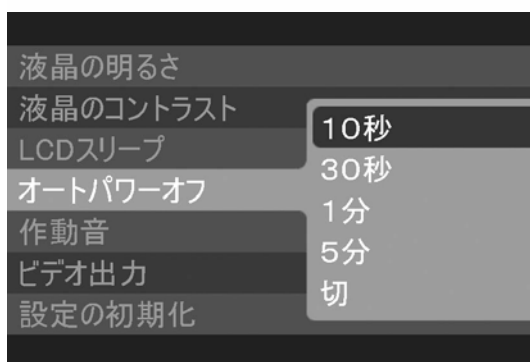 液晶の明るさ
液晶のコントラスト
LCDスリープ
オートパワーオフ
作動音
ビデオ出力
設定の初期化
10秒
30秒
1分
5分
切